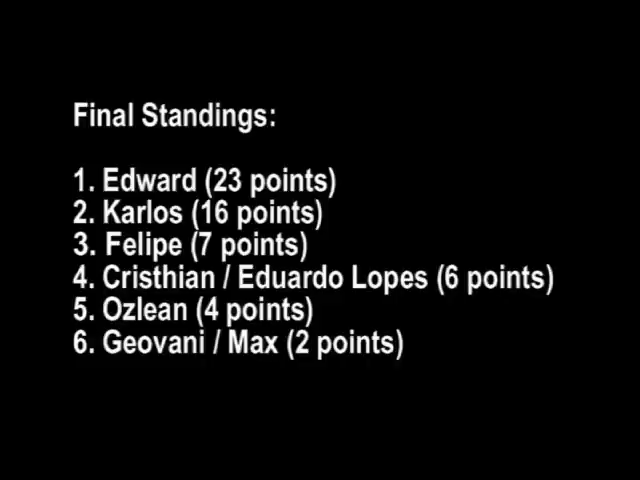 Final Standings:
1. Edward (23 points)
2. Karlos (16 points)
3. Felipe (7 points)
4. Cristhian / Eduardo Lopes (6 points)
5. Ozlean (4 points)
6. Geovani / Max (2 points)